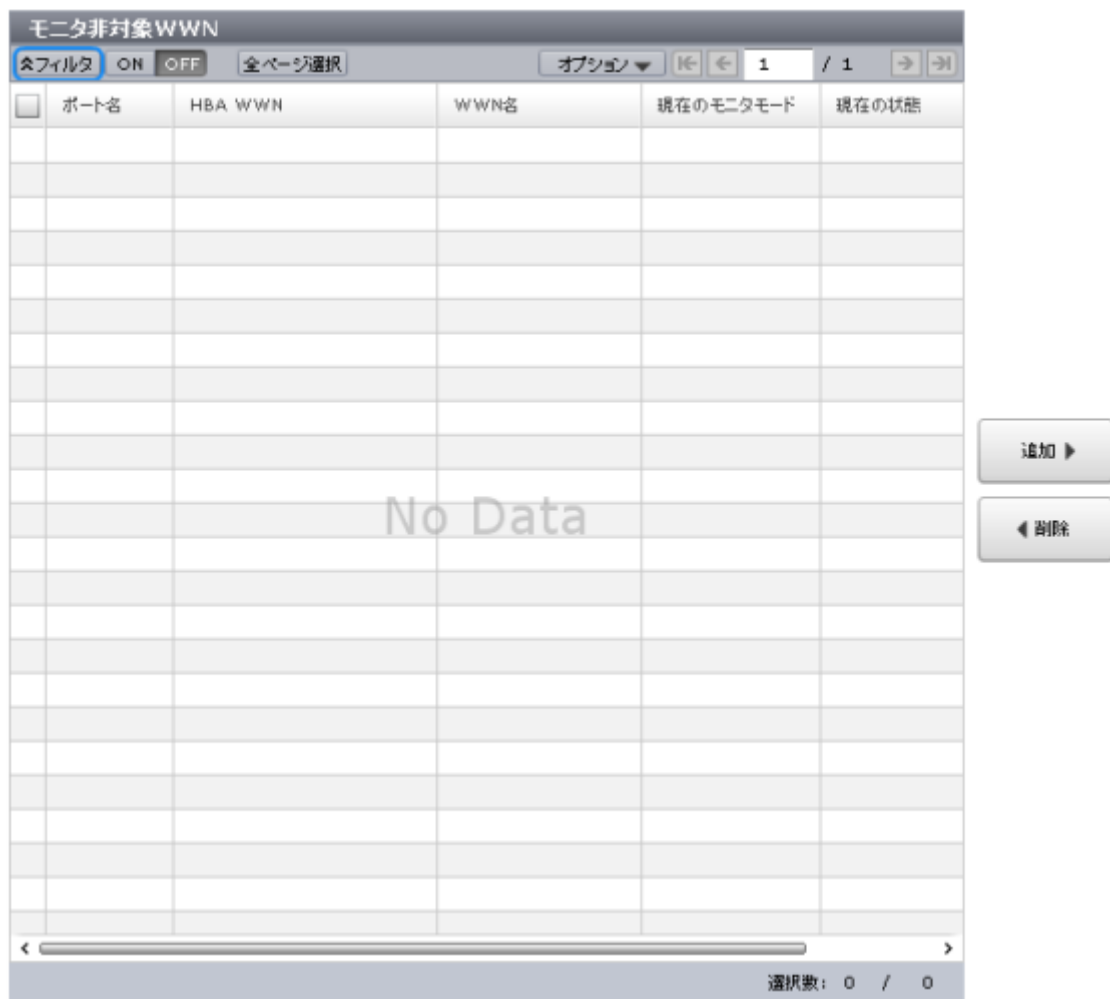 モニタ非対象WWN
フィルタ ON OFF 全ページ選択 オプション 1 / 1
ポート名 HBA WWN WWN名 現在のモニタモード 現在の状態
追加
No Data
削除
選択数: 0 / 0